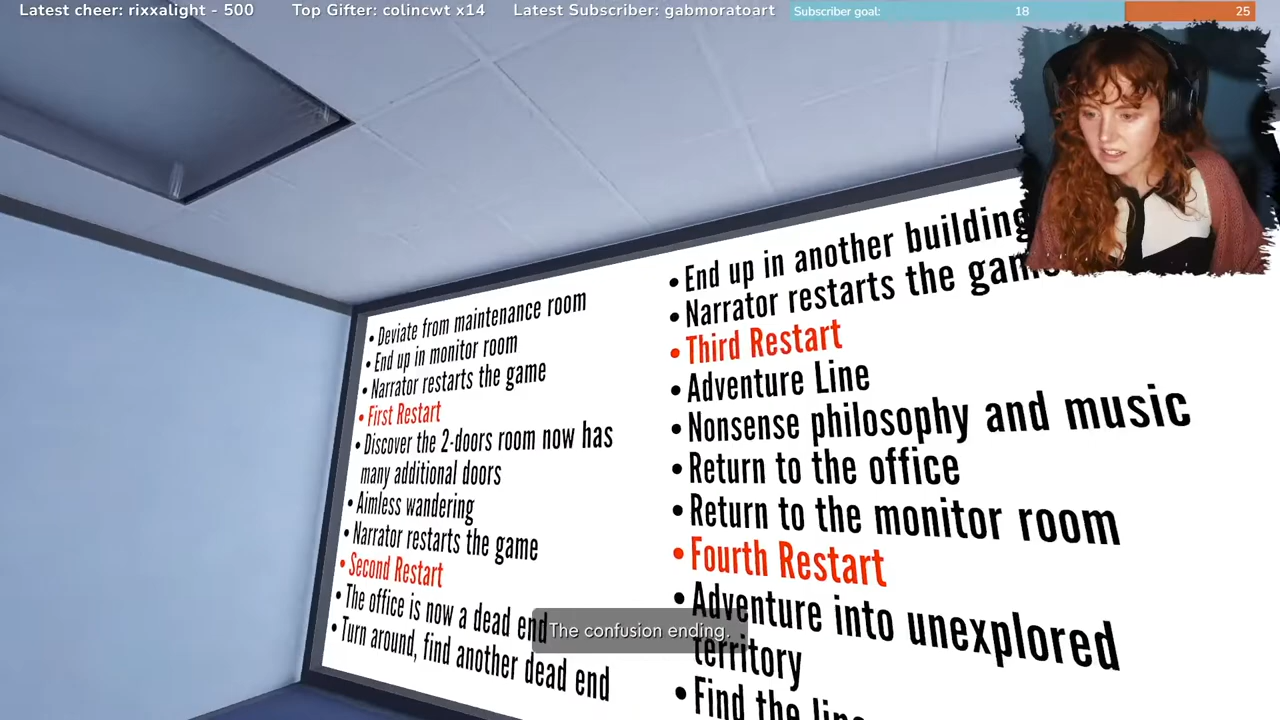 Latest cheer: rixxalight - 500
Top Gifter: colincwt x14
Latest Subscriber: gabmoratoart
Subscriber goal:
18
25
• Deviate from maintenance room
• End up in monitor room
• Narrator restarts the game
• First Restart
• Discover the 2-doors room now has
many additional doors
• Aimless wandering
• Narrator restarts the game
• Second Restart
• The office is now a dead end
• Turn around, find another dead end
• End up in another building
• Narrator restarts the game
• Third Restart
• Adventure Line
• Nonsense philosophy and music
• Return to the office
• Return to the monitor room
• Fourth Restart
• Adventure into unexplored
territory
• Find the line
The confusion ending.